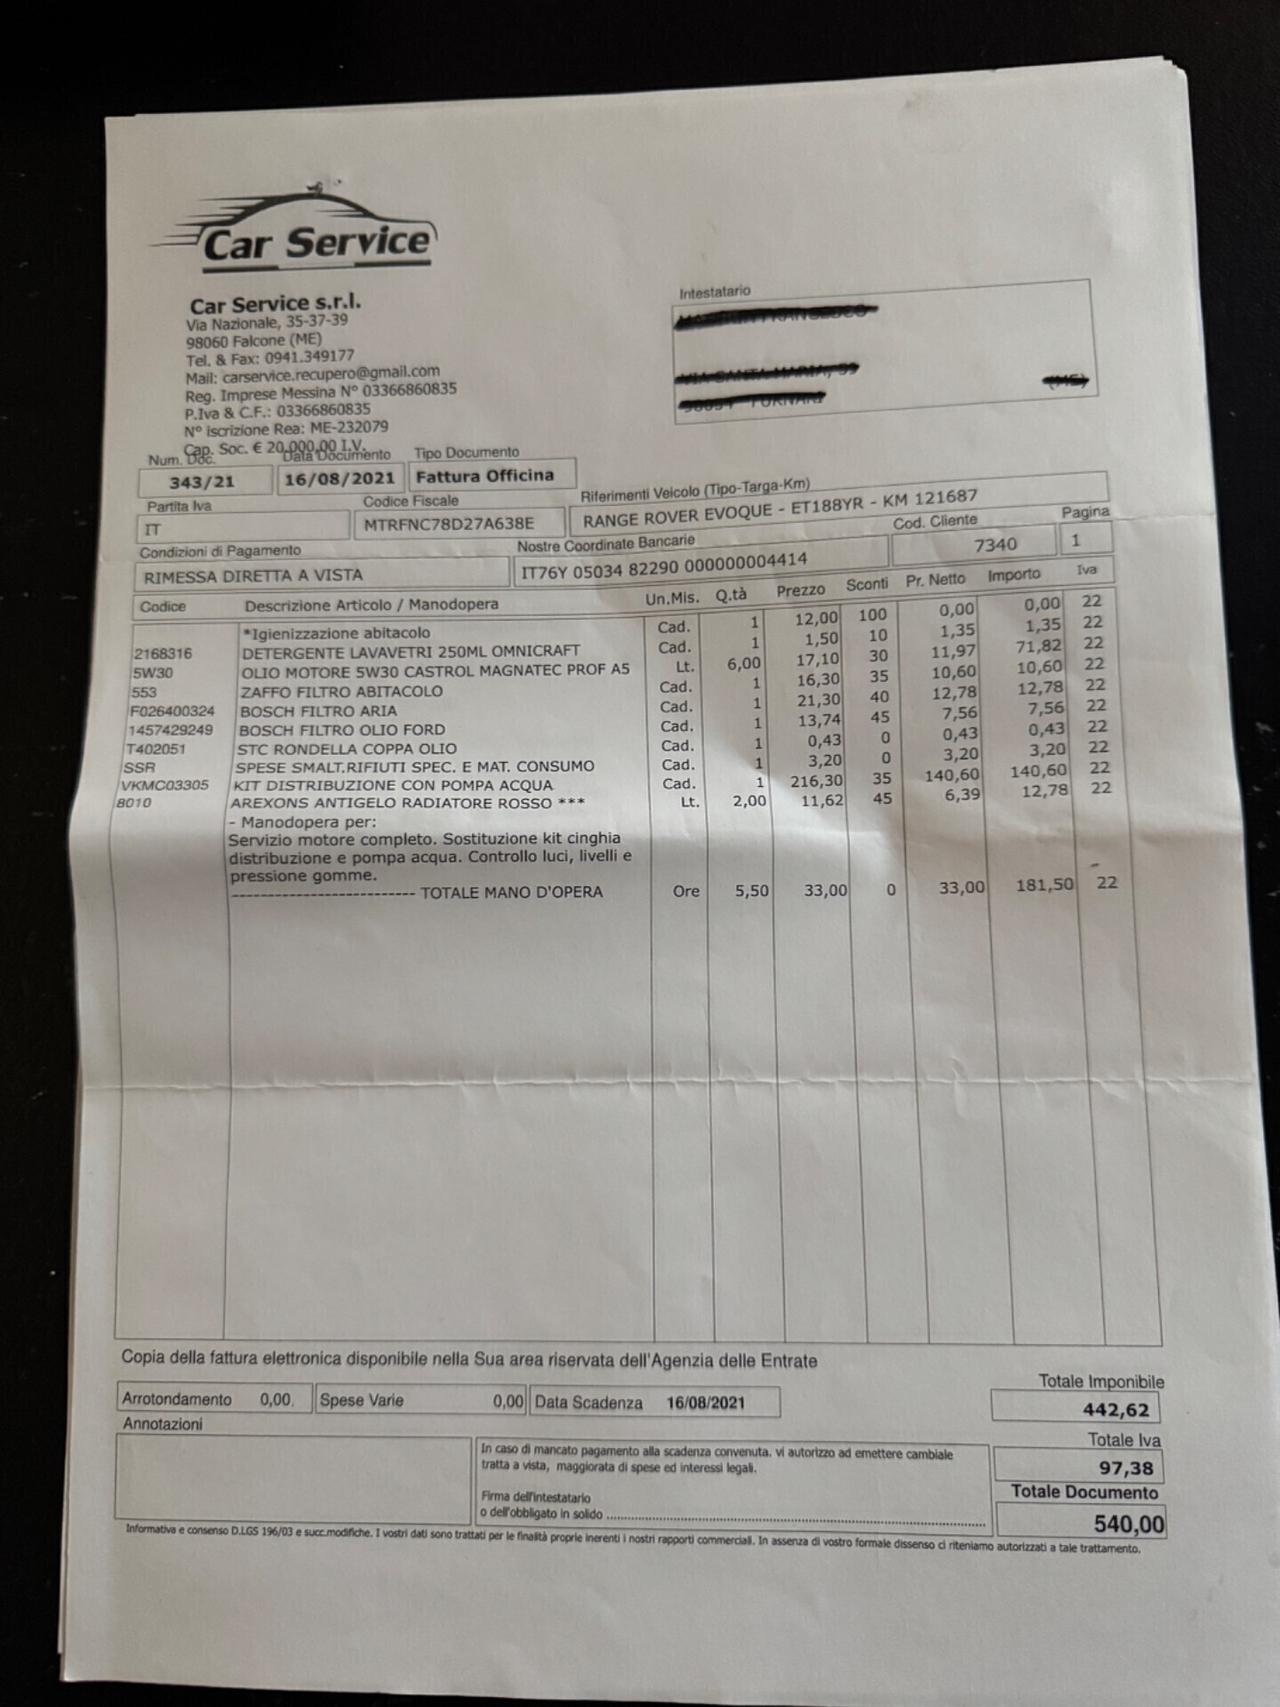 Car Service
Car Service s.r.l.
Via Nazionale, 35-37-39
98060 Falcone (ME)
Tel. & Fax: 0941.349177
Mail: carservice.recupero@gmail.com
Reg. Imprese Messina N° 03366860835
P.Iva & C.F.: 03366860835
N° iscrizione Rea: ME-232079
Cap. Soc. € 20.000,00 I.V.
Intestatario
Num. Doc. Data Documento Tipo Documento
343/21 16/08/2021 Fattura Officina
Partita Iva Codice Fiscale Riferimenti Veicolo (Tipo-Targa-Km)
IT MTRFNC78D27A638E RANGE ROVER EVOQUE - ET188YR - KM 121687
Condizioni di Pagamento Nostre Coordinate Bancarie Cod. Cliente Pagina
RIMESSA DIRETTA A VISTA IT76Y 05034 82290 000000004414 7340 1
Codice Descrizione Articolo / Manodopera Un.Mis. Q.tà Prezzo Sconti Pr. Netto Importo Iva
*Igienizzazione abitacolo Cad. 1 12,00 100 0,00 0,00 22
2168316 DETERGENTE LAVAVETRI 250ML OMNICRAFT Cad. 1 1,50 10 1,35 1,35 22
5W30 OLIO MOTORE 5W30 CASTROL MAGNATEC PROF A5 Lt. 6,00 17,10 30 11,97 71,82 22
553 ZAFFO FILTRO ABITACOLO Cad. 1 16,30 35 10,60 10,60 22
F026400324 BOSCH FILTRO ARIA Cad. 1 21,30 40 12,78 12,78 22
1457429249 BOSCH FILTRO OLIO FORD Cad. 1 13,74 45 7,56 7,56 22
T402051 STC RONDELLA COPPA OLIO Cad. 1 0,43 0 0,43 0,43 22
SSR SPESE SMALT.RIFIUTI SPEC. E MAT. CONSUMO Cad. 1 3,20 0 3,20 3,20 22
VKMC03305 KIT DISTRIBUZIONE CON POMPA ACQUA Cad. 1 216,30 35 140,60 140,60 22
8010 AREXONS ANTIGELO RADIATORE ROSSO *** Lt. 2,00 11,62 45 6,39 12,78 22
- Manodopera per:
Servizio motore completo. Sostituzione kit cinghia
distribuzione e pompa acqua. Controllo luci, livelli e
pressione gomme.
-------------------------- TOTALE MANO D'OPERA Ore 5,50 33,00 0 33,00 181,50 22
Copia della fattura elettronica disponibile nella Sua area riservata dell'Agenzia delle Entrate
Arrotondamento 0,00 Spese Varie 0,00 Data Scadenza 16/08/2021
Totale Imponibile
442,62
Annotazioni
Totale Iva
97,38
In caso di mancato pagamento alla scadenza convenuta. vi autorizzo ad emettere cambiale
tratta a vista, maggiorata di spese ed interessi legali.
Totale Documento
540,00
Firma dell'intestatario
o dell'obbligato in solido
Informativa e consenso D.LGS 196/03 e succ.modifiche. I vostri dati sono trattati per le finalità proprie inerenti i nostri rapporti commerciali. In assenza di vostro formale dissenso ci riteniamo autorizzati a tale trattamento.